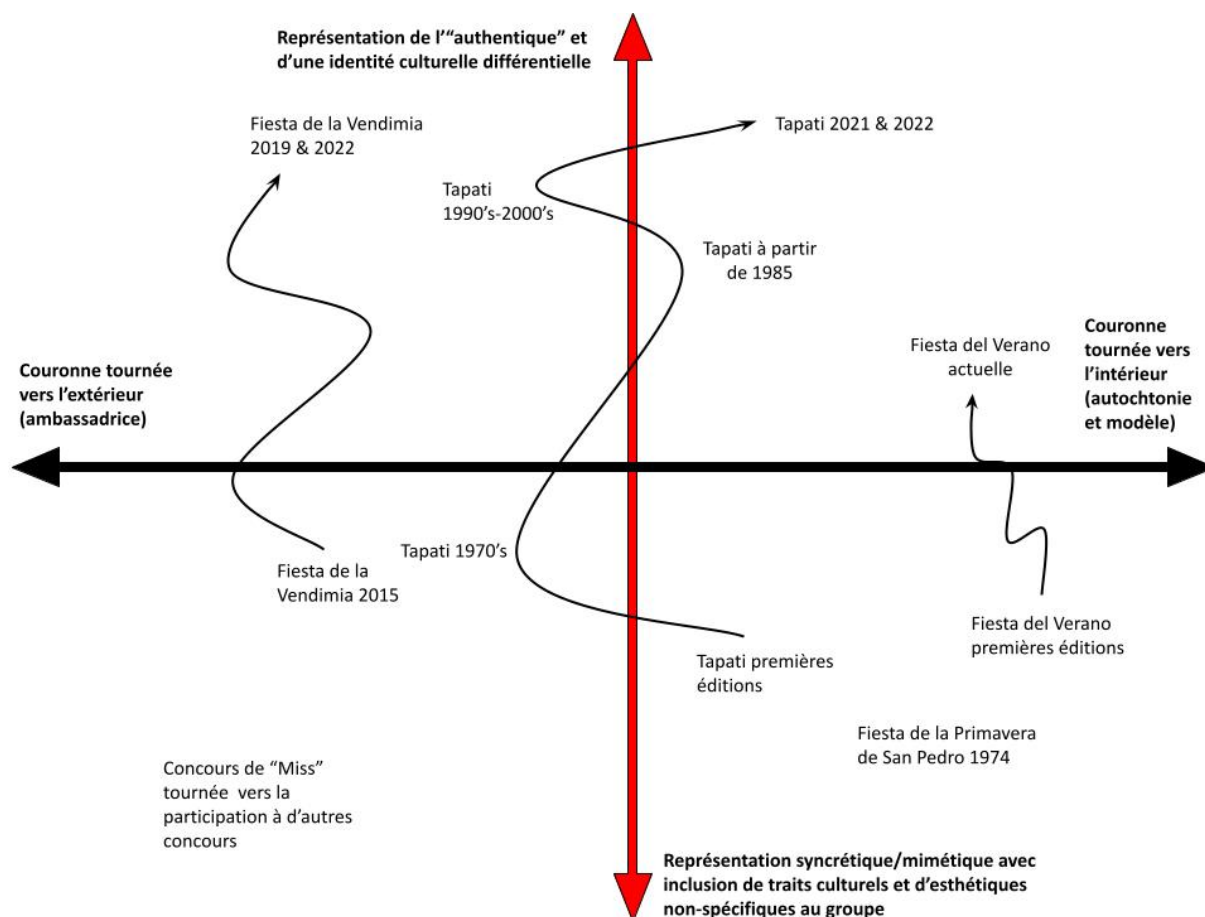 Représentation de l’“authentique” et
d’une identité culturelle différentielle
Fiesta de la Vendimia
2019 & 2022
Tapati 2021 & 2022
Tapati
1990’s-2000’s
Tapati à partir
de 1985
Couronne tournée
vers l’extérieur
(ambassadrice)
Fiesta del Verano
actuelle
Couronne
tournée vers
l’intérieur
(autochtonie
et modèle)
Fiesta de la
Vendimia 2015
Tapati 1970’s
Tapati premières
éditions
Fiesta del Verano
premières éditions
Fiesta de la Primavera
de San Pedro 1974
Concours de “Miss”
tournée vers la
participation à d’autres
concours
Représentation syncrétique/mimétique avec
inclusion de traits culturels et d’esthétiques
non-spécifiques au groupe